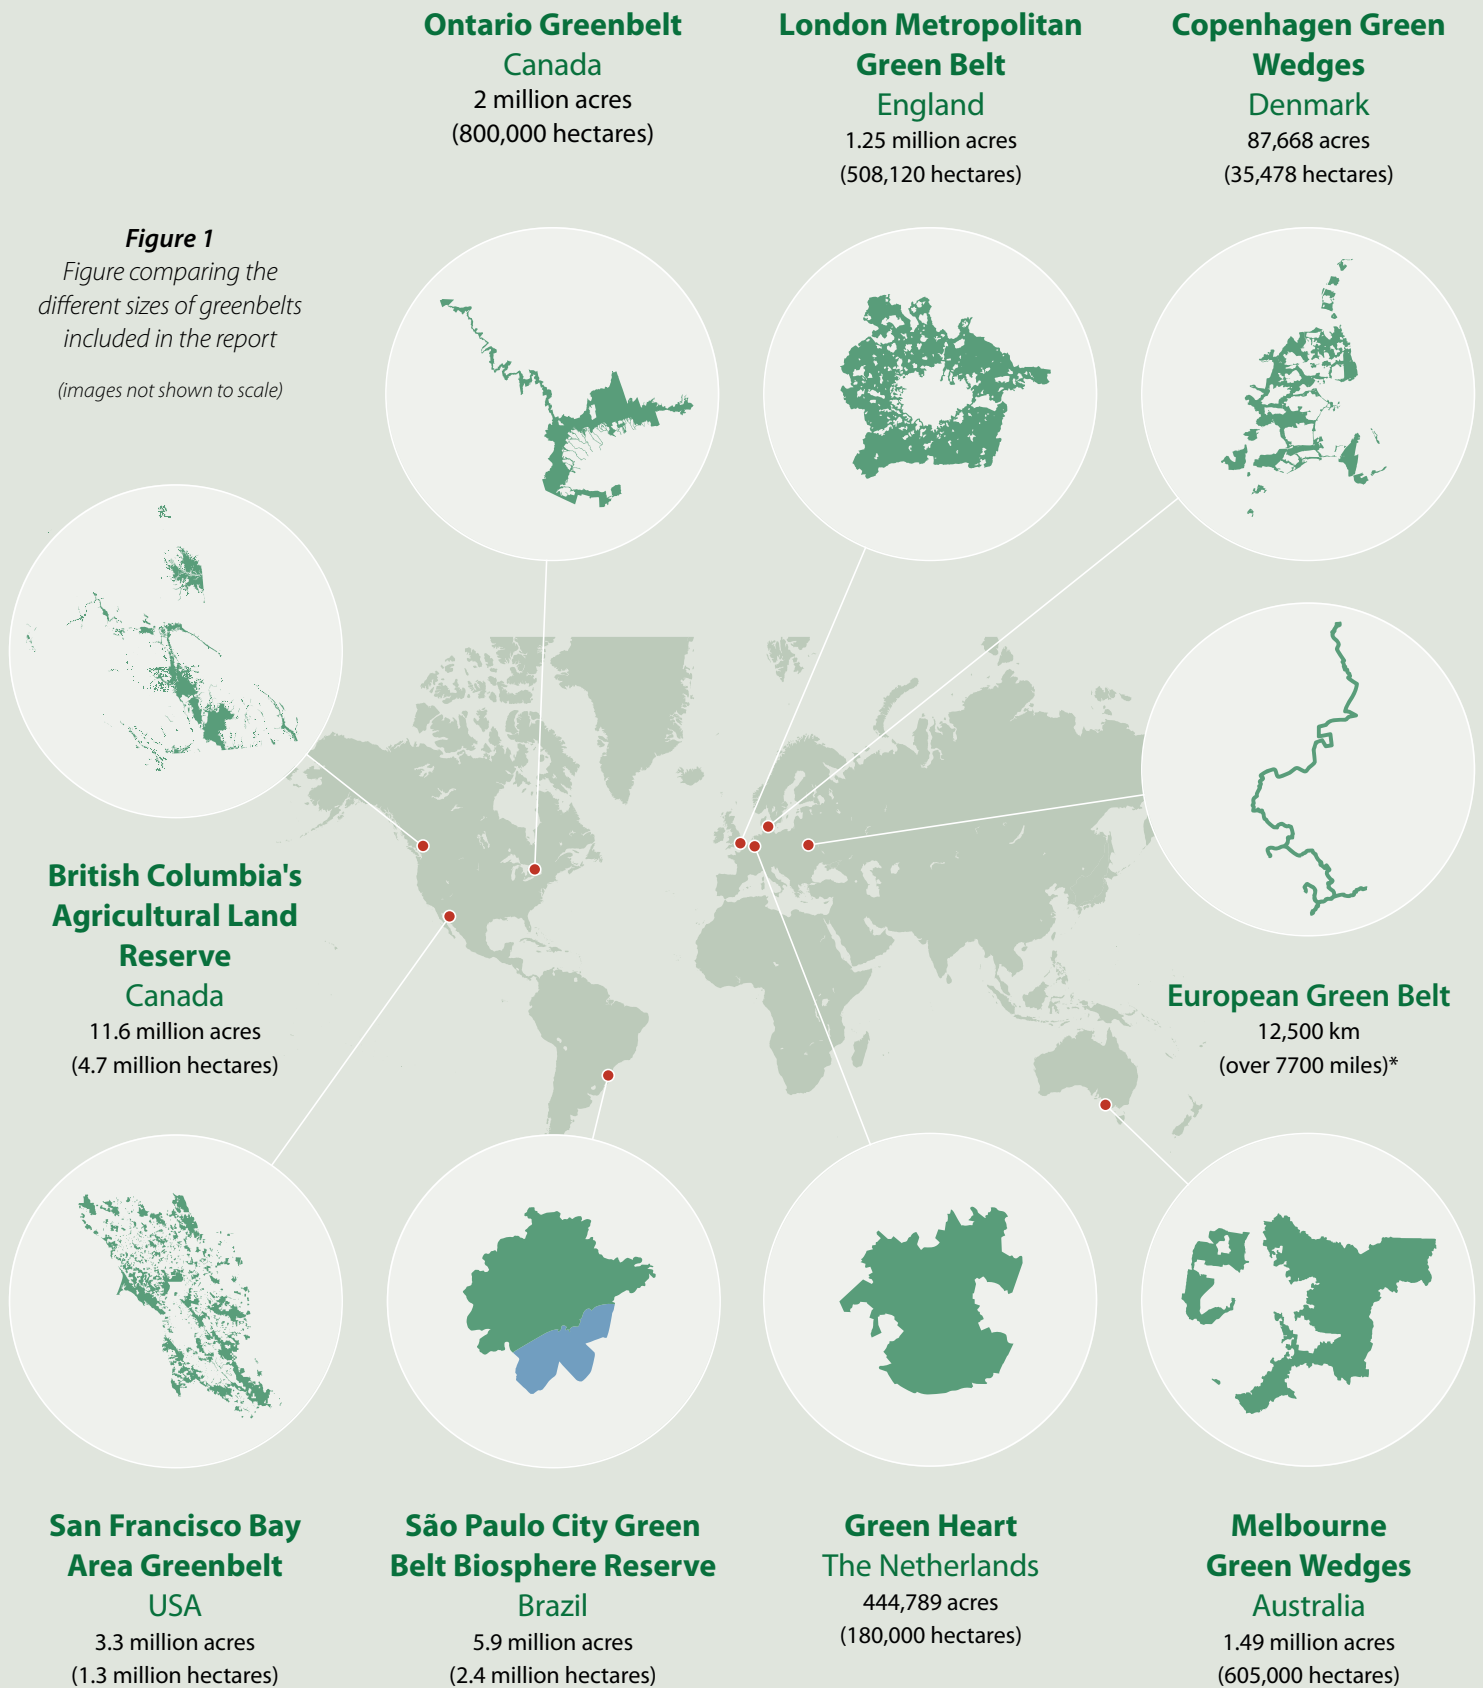 Ontario Greenbelt
Canada
2 million acres
(800,000 hectares)
London Metropolitan
Green Belt
England
1.25 million acres
(508,120 hectares)
Copenhagen Green
Wedges
Denmark
87,668 acres
(35,478 hectares)
Figure 1
Figure comparing the
different sizes of greenbelts
included in the report
(images not shown to scale)
British Columbia's
Agricultural Land
Reserve
Canada
11.6 million acres
(4.7 million hectares)
European Green Belt
12,500 km
(over 7700 miles)*
San Francisco Bay
Area Greenbelt
USA
3.3 million acres
(1.3 million hectares)
São Paulo City Green
Belt Biosphere Reserve
Brazil
5.9 million acres
(2.4 million hectares)
Green Heart
The Netherlands
444,789 acres
(180,000 hectares)
Melbourne
Green Wedges
Australia
1.49 million acres
(605,000 hectares)